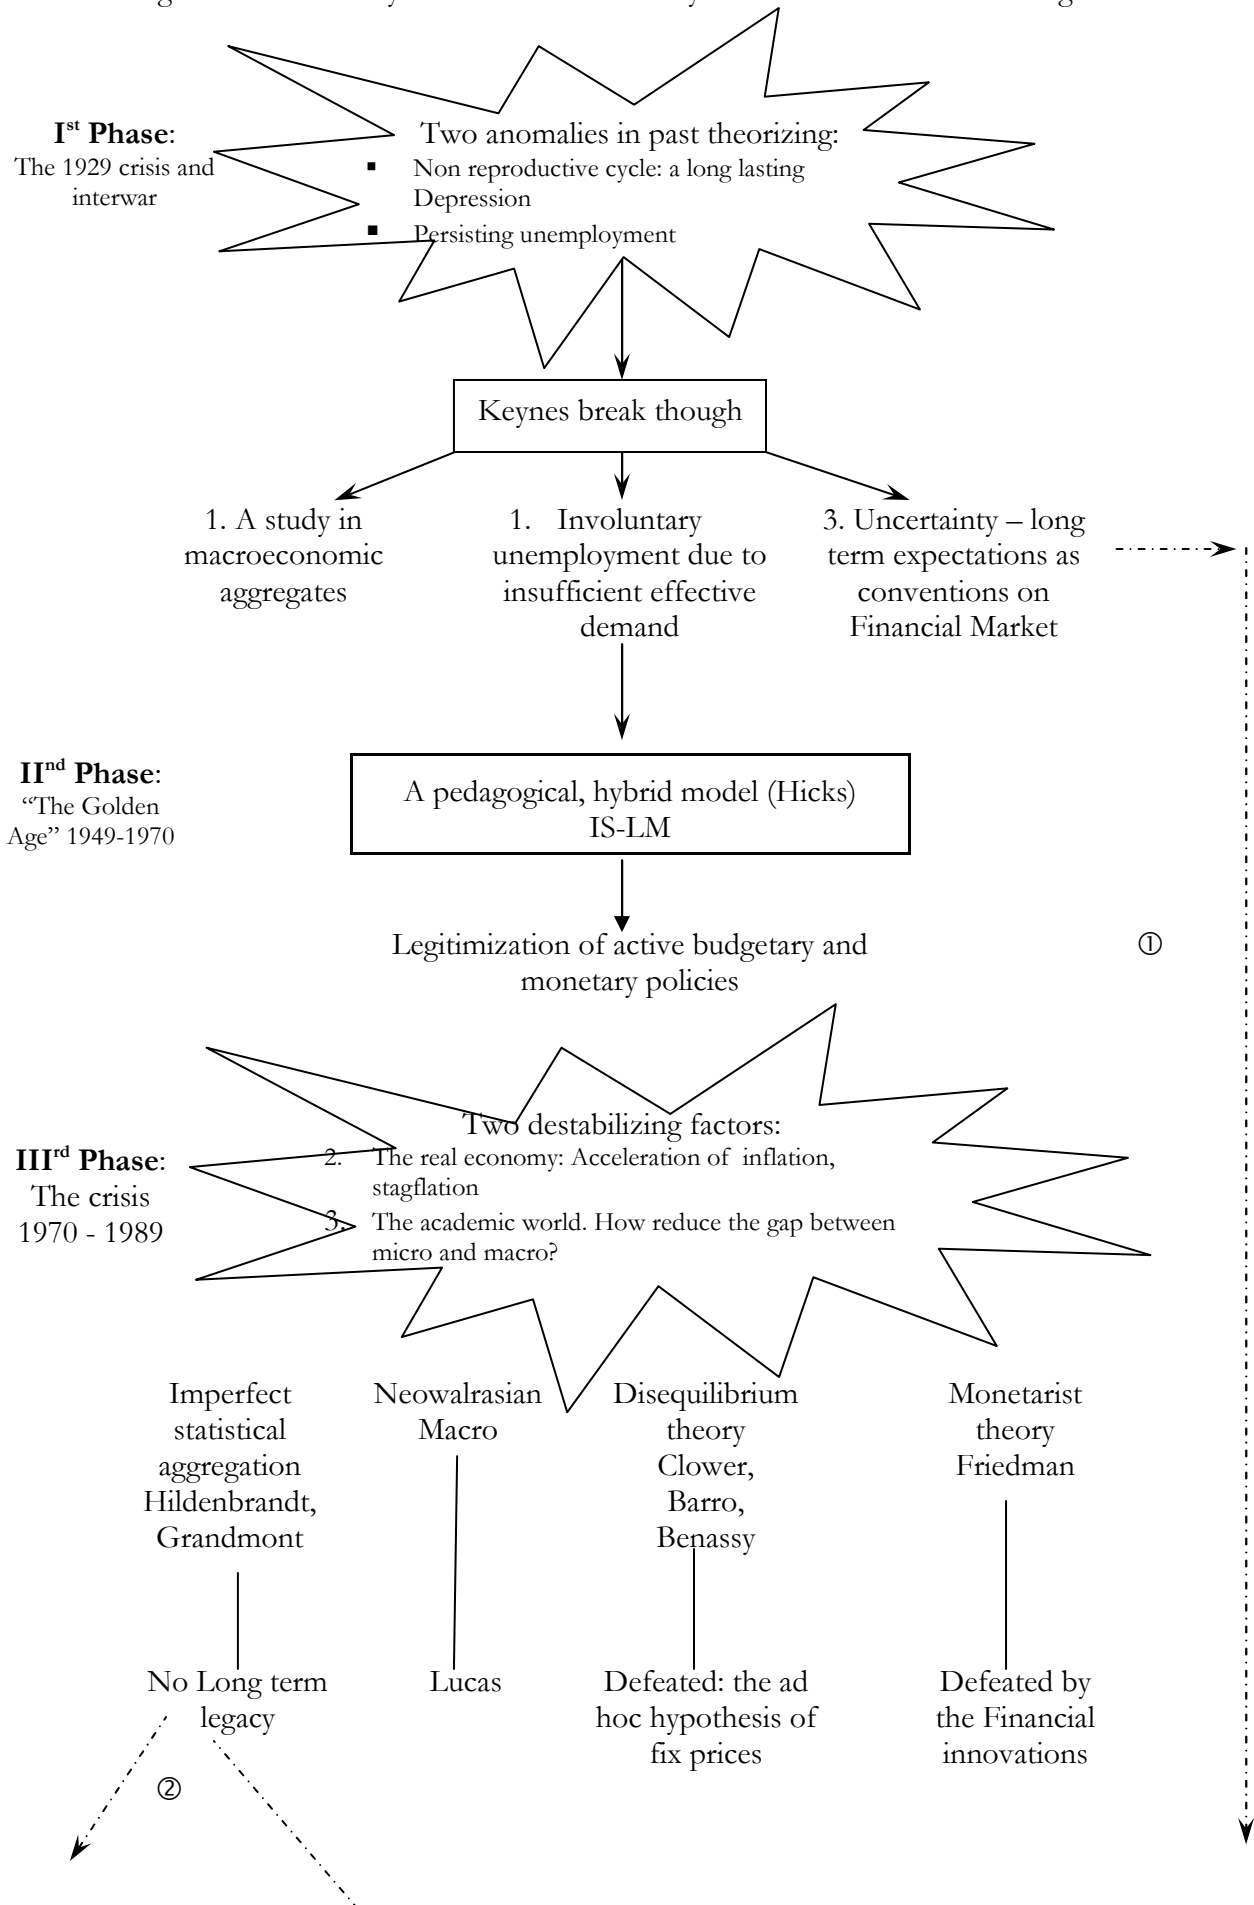 Ist Phase:
The 1929 crisis and
interwar
Two anomalies in past theorizing:
▪ Non reproductive cycle: a long lasting
Depression
▪ Persisting unemployment
Keynes break though
1. A study in
macroeconomic
aggregates
1. Involuntary
unemployment due to
insufficient effective
demand
3. Uncertainty – long
term expectations as
conventions on
Financial Market
IInd Phase:
“The Golden
Age” 1949-1970
A pedagogical, hybrid model (Hicks)
IS-LM
Legitimization of active budgetary and
monetary policies
①
IIIrd Phase:
The crisis
1970 - 1989
Two destabilizing factors:
2. The real economy: Acceleration of inflation,
stagflation
3. The academic world. How reduce the gap between
micro and macro?
Imperfect
statistical
aggregation
Hildenbrandt,
Grandmont
Neowalrasian
Macro
Disequilibrium
theory
Clower,
Barro,
Benassy
Monetarist
theory
Friedman
No Long term
legacy
Lucas
Defeated: the ad
hoc hypothesis of
fix prices
Defeated by
the Financial
innovations
②